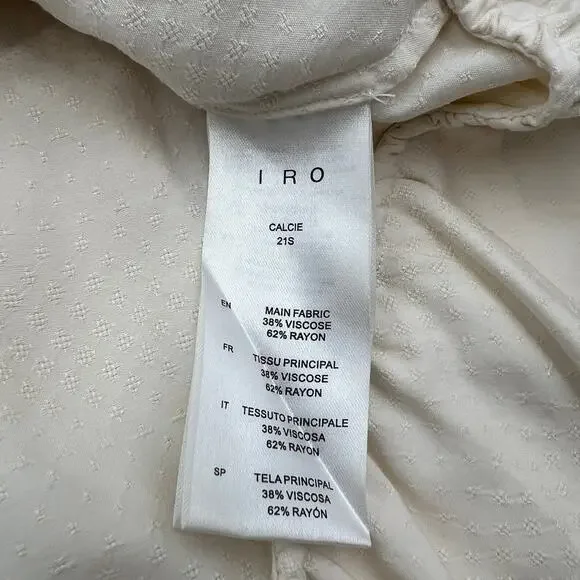 IRO
CALCIE
21S
EN MAIN FABRIC
38% VISCOSE
62% RAYON
FR TISSU PRINCIPAL
38% VISCOSE
62% RAYON
IT TESSUTO PRINCIPALE
38% VISCOSA
62% RAYON
SP TELA PRINCIPAL
38% VISCOSA
62% RAYÓN